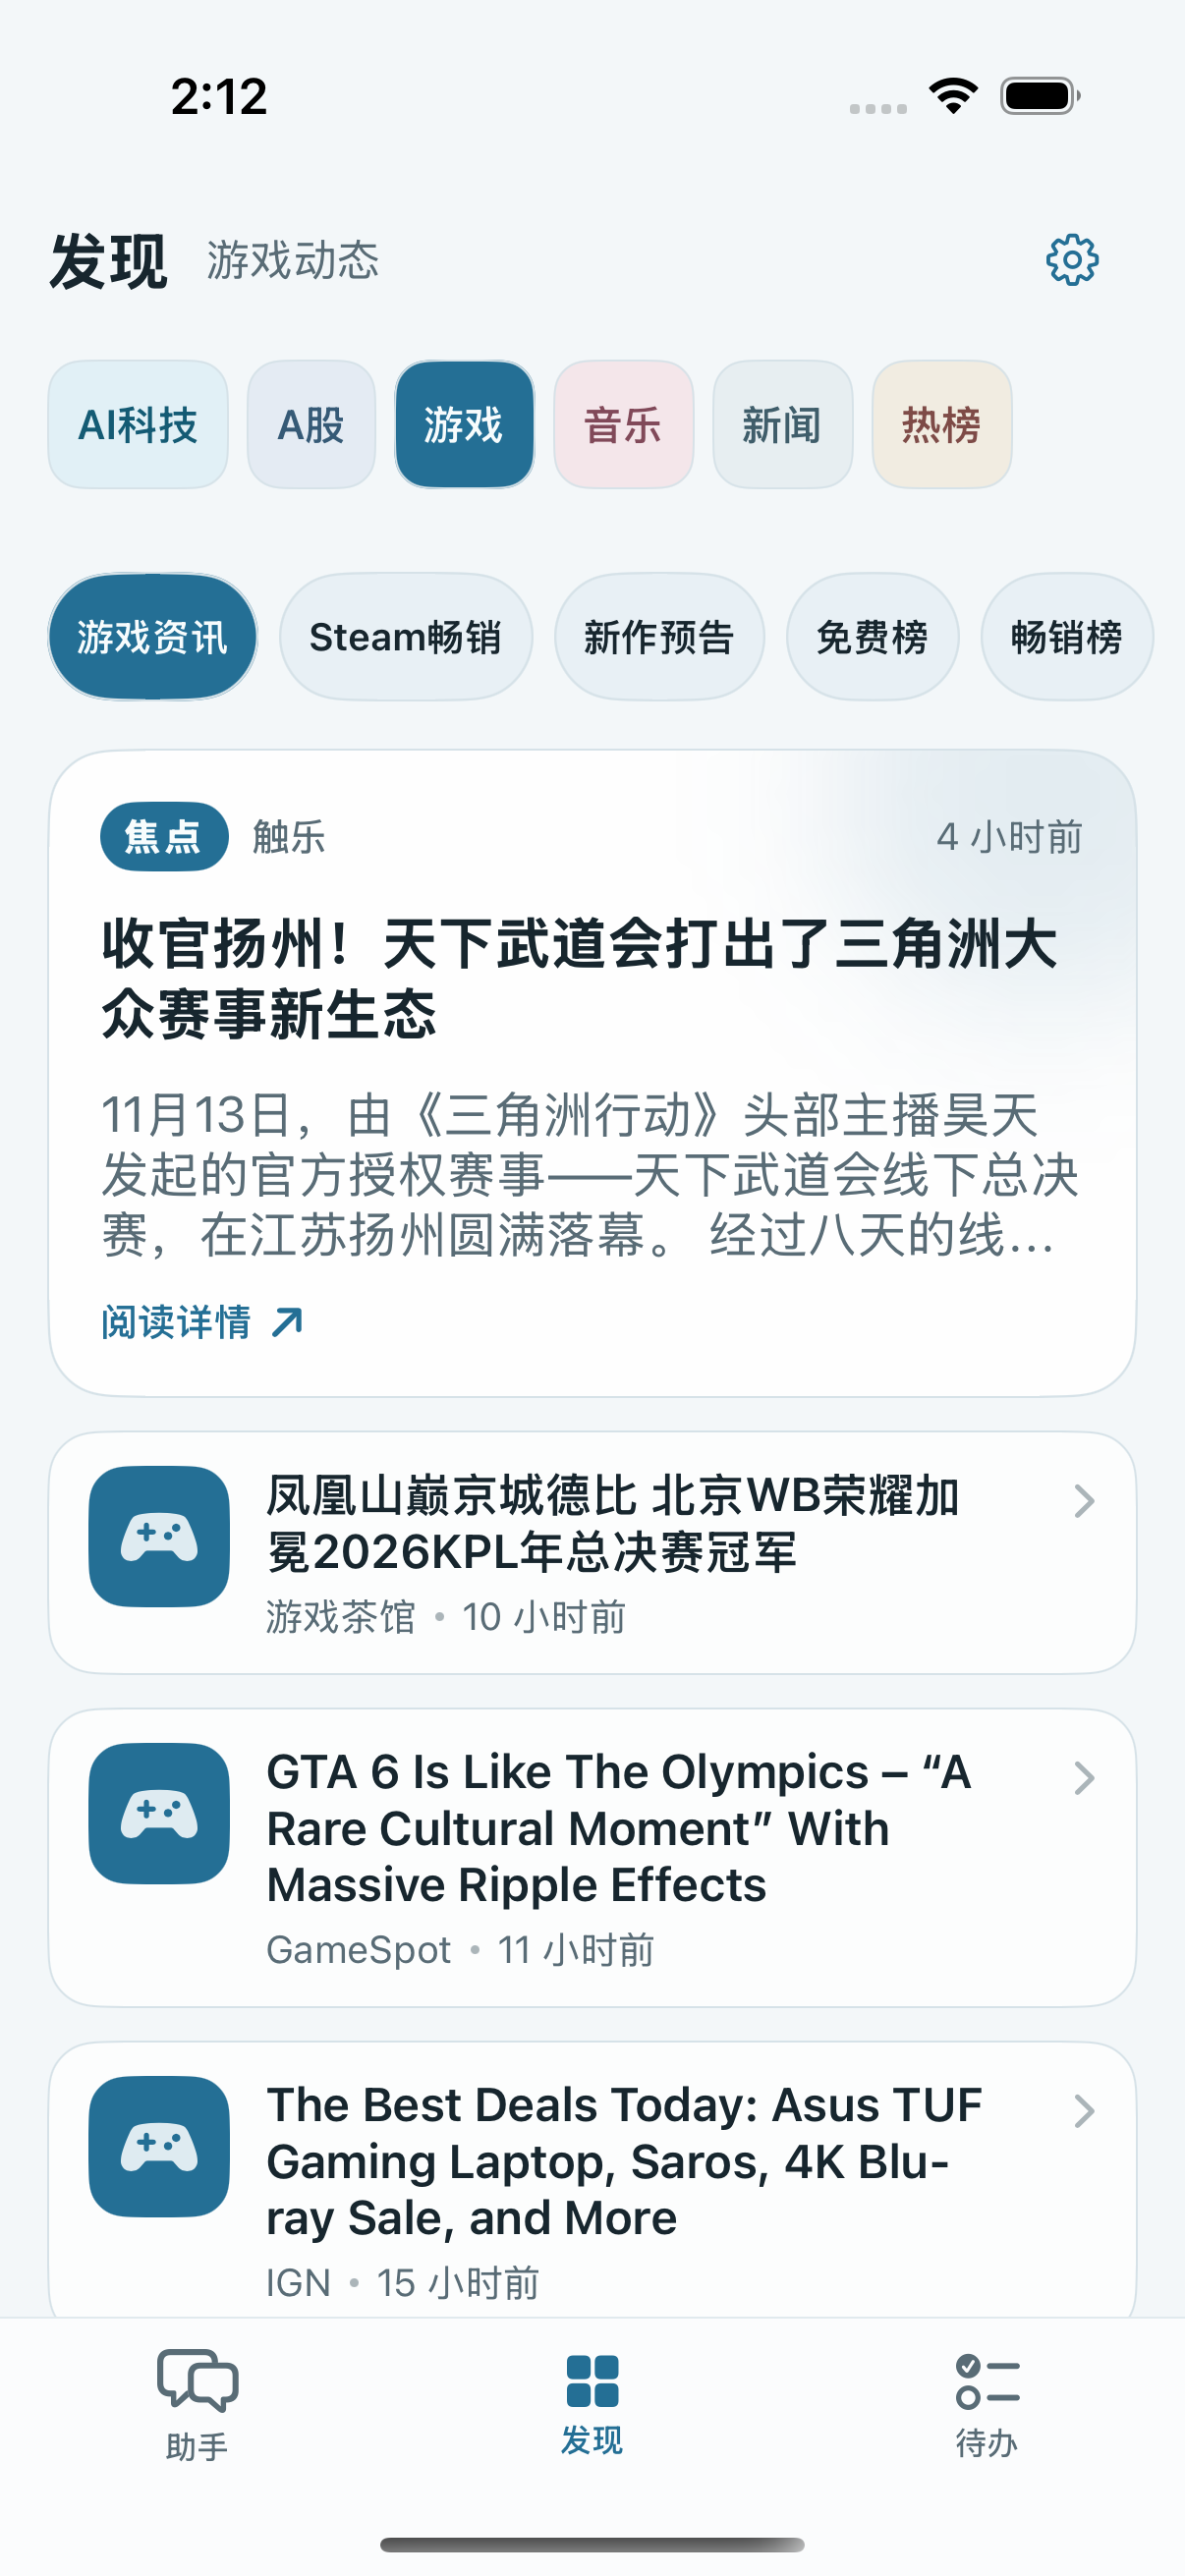 2:12
发现 游戏动态
AI科技 A股 游戏 音乐 新闻 热榜
游戏资讯 Steam畅销 新作预告 免费榜 畅销榜
焦点 触乐 4 小时前
收官扬州！天下武道会打出了三角洲大
众赛事新生态
11月13日，由《三角洲行动》头部主播昊天
发起的官方授权赛事——天下武道会线下总决
赛，在江苏扬州圆满落幕。 经过八天的线...
阅读详情
凤凰山巅京城德比 北京WB荣耀加
冕2026KPL年总决赛冠军
游戏茶馆 • 10 小时前
GTA 6 Is Like The Olympics – “A
Rare Cultural Moment” With
Massive Ripple Effects
GameSpot • 11 小时前
The Best Deals Today: Asus TUF
Gaming Laptop, Saros, 4K Blu-
ray Sale, and More
IGN • 15 小时前
助手 发现 待办